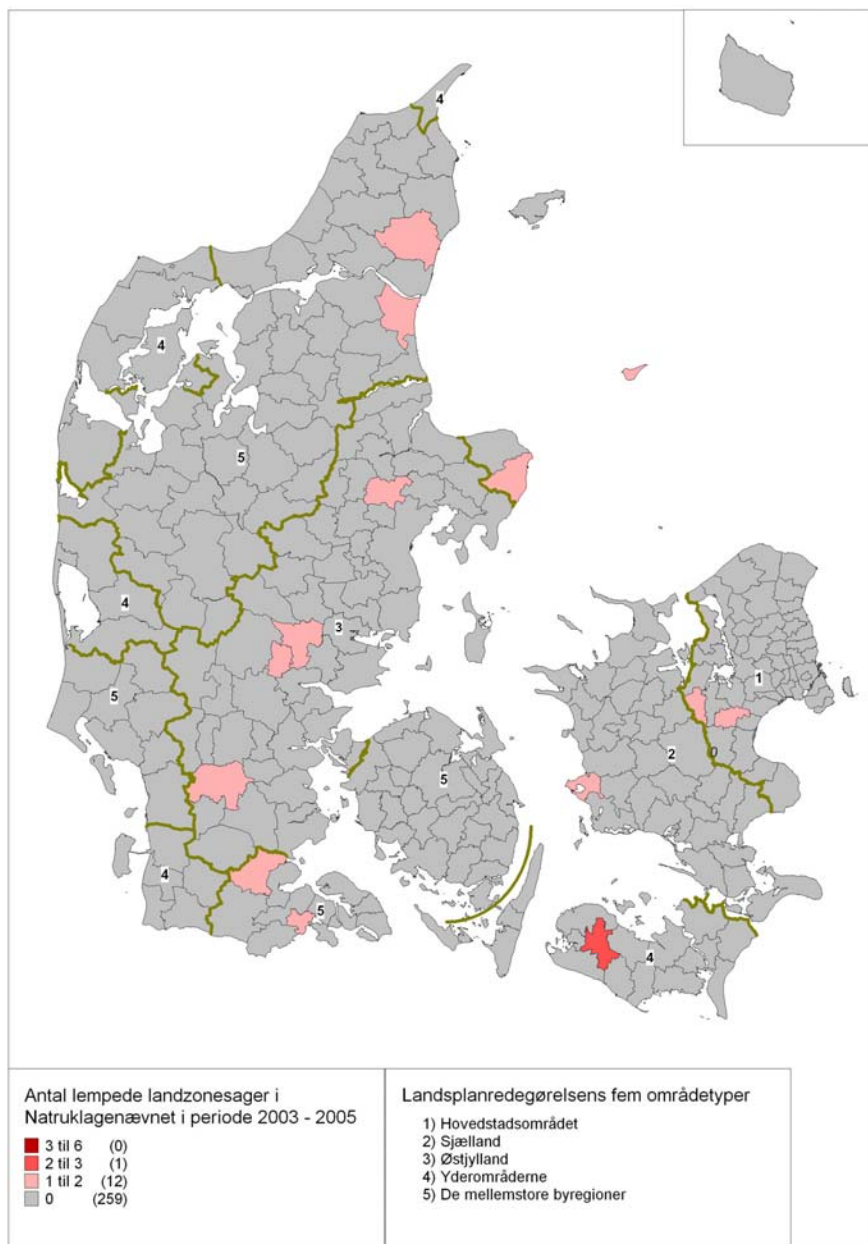 4
4
5
4
3
5
1
5
2
0
4
5
4
Antal lempede landzonesager i
Natruklagenævnet i periode 2003 - 2005
3 til 6 (0)
2 til 3 (1)
1 til 2 (12)
0 (259)
Landsplanredegørelsens fem områdetyper
1) Hovedstadsområdet
2) Sjælland
3) Østjylland
4) Yderområderne
5) De mellemstore byregioner